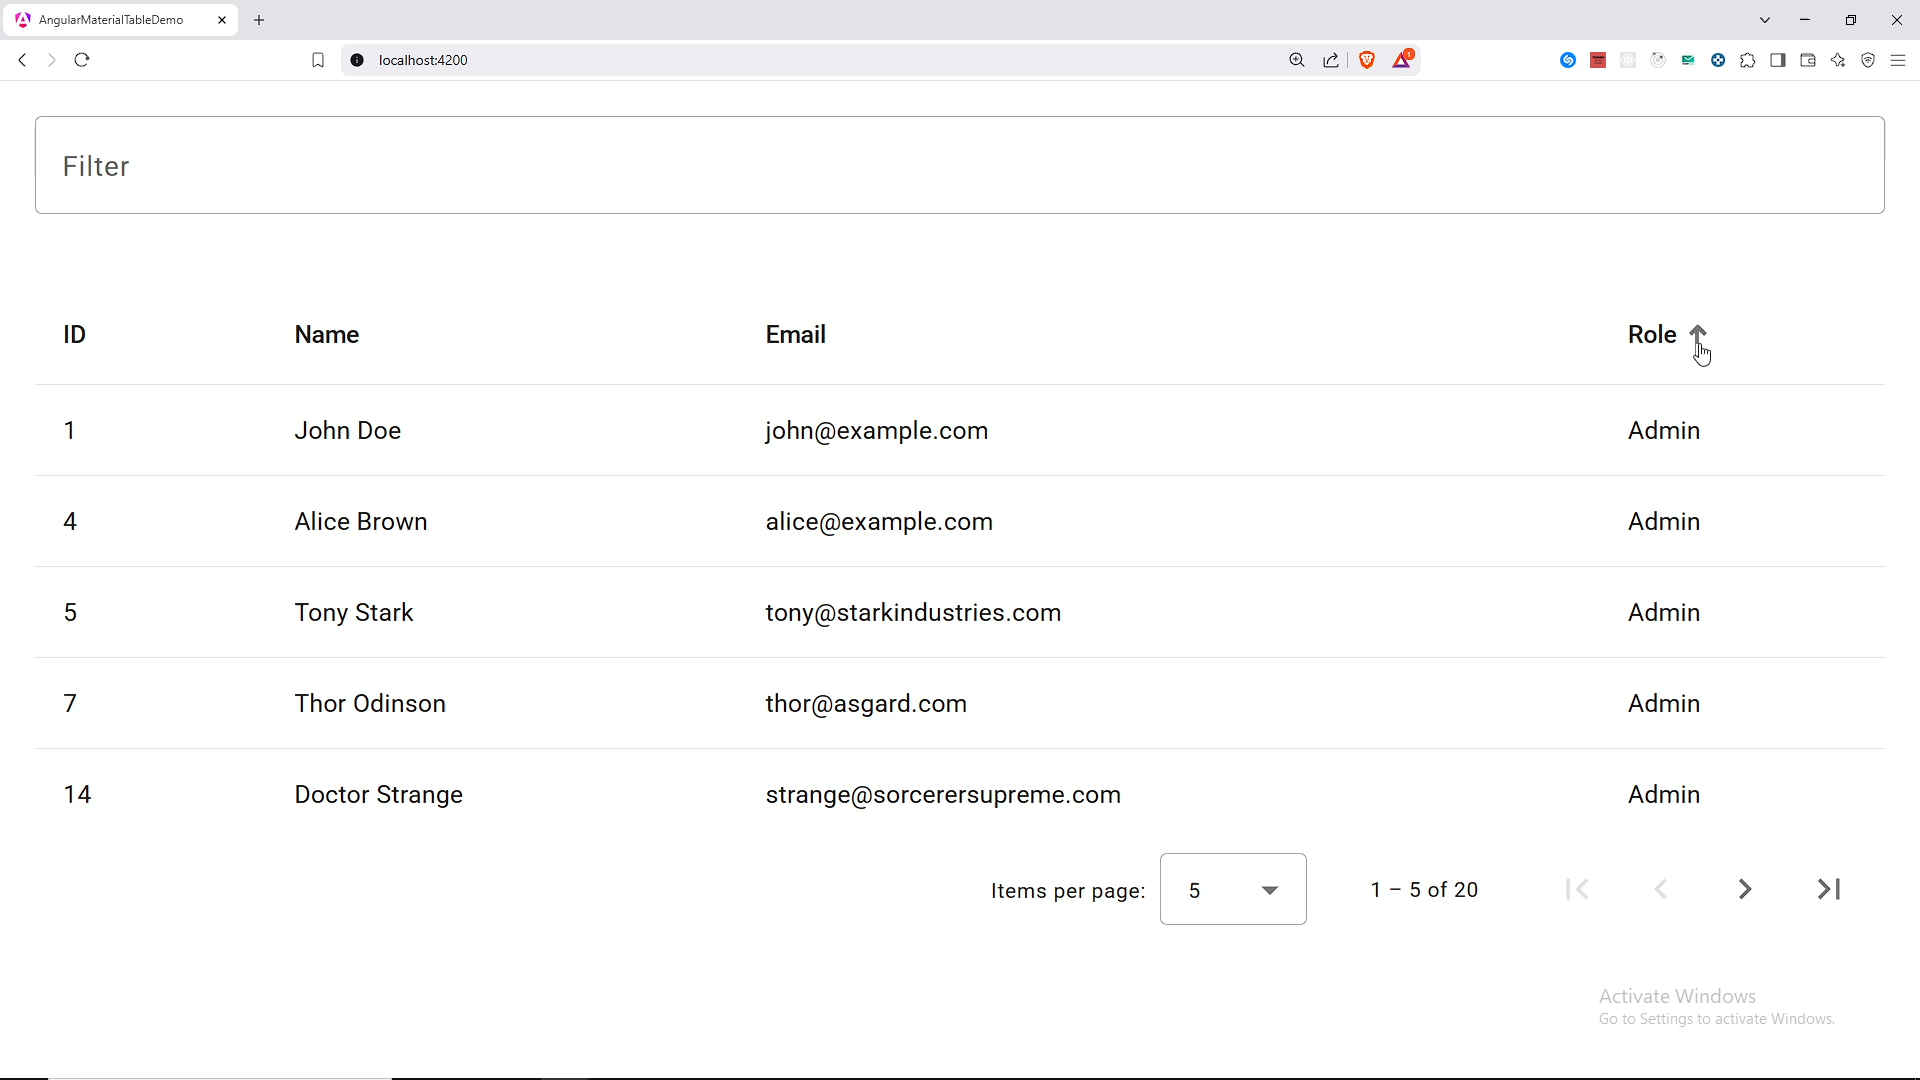 AngularMaterialTableDemo
localhost:4200
1
Filter
ID Name Email Role
1 John Doe john@example.com Admin
4 Alice Brown alice@example.com Admin
5 Tony Stark tony@starkindustries.com Admin
7 Thor Odinson thor@asgard.com Admin
14 Doctor Strange strange@sorcerersupreme.com Admin
Items per page: 5 1 – 5 of 20
Activate Windows
Go to Settings to activate Windows.